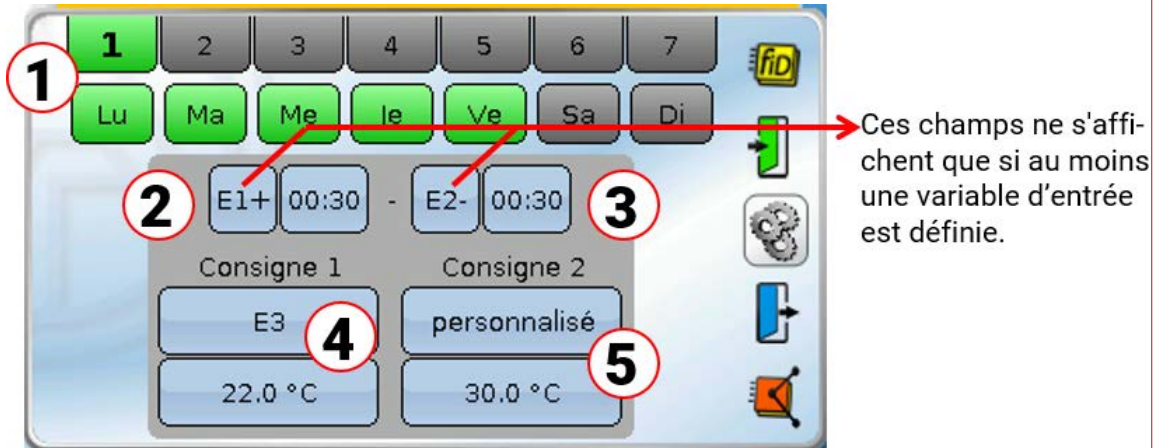 1 2 3 4 5 6 7
fiD
1
Lu Ma Me Ie Ve Sa Di
Ces champs ne s'affi-
chent que si au moins
une variable d'entrée
est définie.
2 E1+ 00:30 - E2- 00:30 3
Consigne 1 Consigne 2
E3 4 personnalisé 5
22.0 °C 30.0 °C